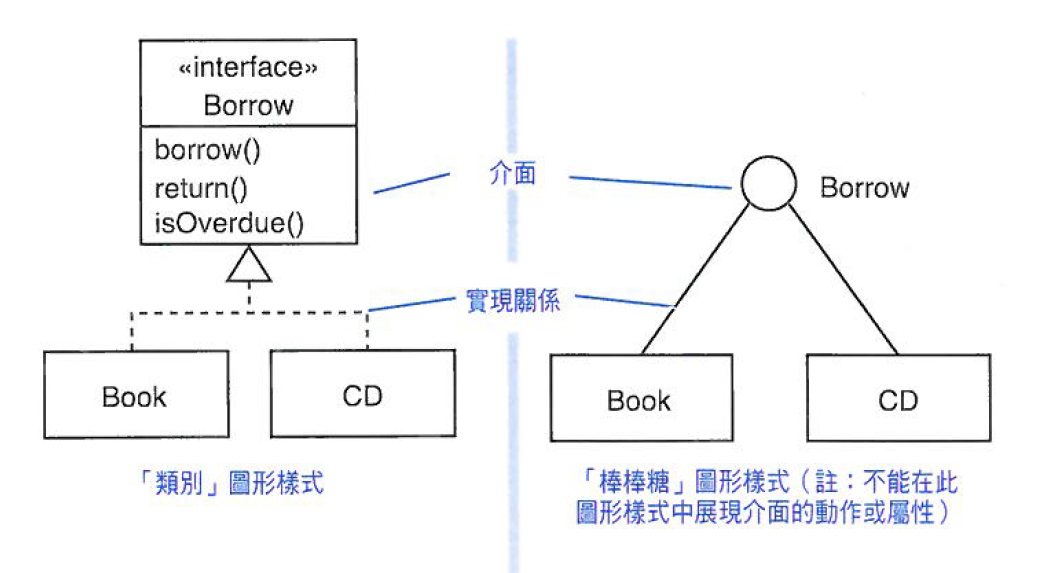 «interface»
Borrow
borrow()
return()
isOverdue()
介面
Borrow
實現關係
Book
CD
Book
CD
「類別」圖形樣式
「棒棒糖」圖形樣式(註:不能在此
圖形樣式中展現介面的動作或屬性)